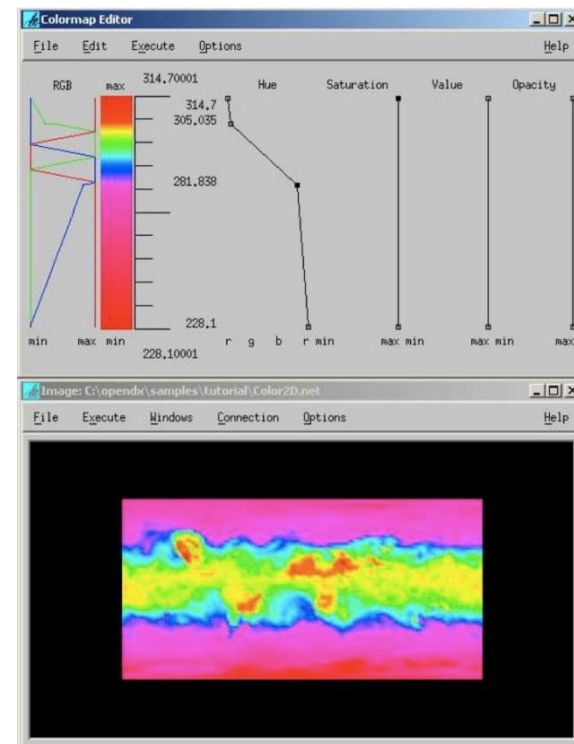 Colormap Editor
File Edit Execute Options Help
RGB max 314.70001 Hue Saturation Value Opacity
314.7
305.035
281.838
228.1
min max min r g b r min max min max min max
228.10001
Image: C:\opendx\samples\tutorial\Color2D.net
File Execute Windows Connection Options Help